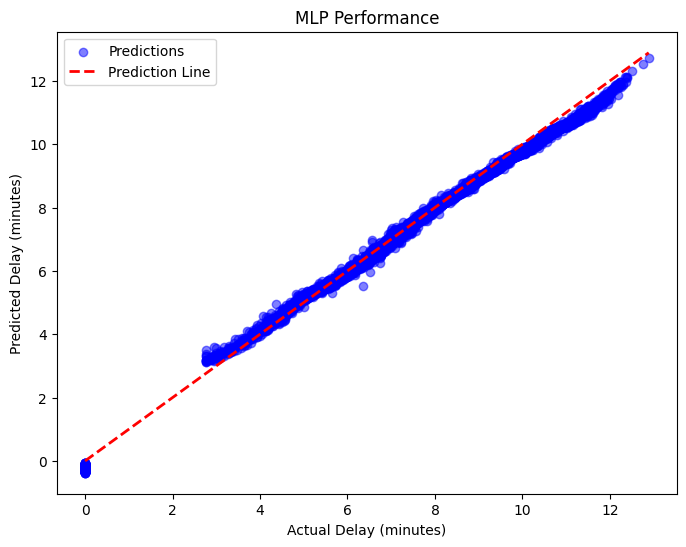 MLP Performance
Predictions
Prediction Line
Predicted Delay (minutes)
12
10
8
6
4
2
0
0 2 4 6 8 10 12
Actual Delay (minutes)